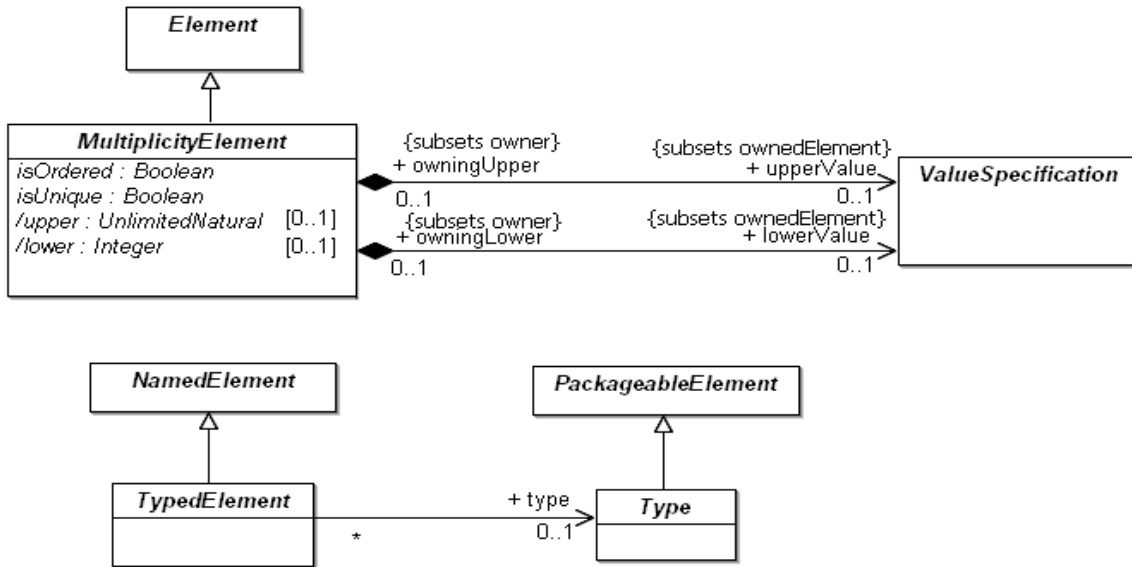 Element
MultiplicityElement
isOrdered : Boolean
isUnique : Boolean
/upper : UnlimitedNatural [0..1]
/lower : Integer [0..1]
{subsets owner}
+ owningUpper
0..1
{subsets ownedElement}
+ upperValue
0..1
{subsets owner}
+ owningLower
0..1
{subsets ownedElement}
+ lowerValue
0..1
ValueSpecification
NamedElement
PackageableElement
TypedElement
*
+ type
0..1
Type